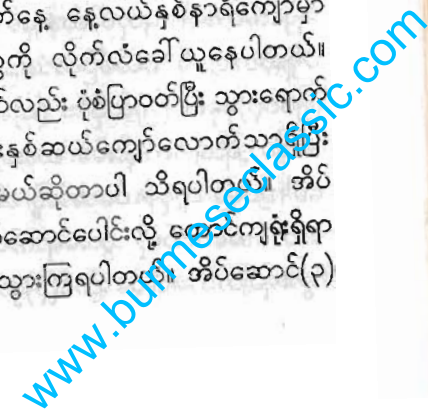 က်နေ့ နေ့လယ်နှစ်နာရီကျော်မှာ
ကို လိုက်လံခေါ်ယူနေပါတယ်။
လည်း ပုံစံပြာဝတ်ပြီး သွားရောက်
နှစ်ဆယ်ကျော်လောက်သာရှိပြီး
မယ်ဆိုတာပါ သိရပါတယ်။ အိပ်
ဆောင်ပေါင်းလို့ ထောင်ကျရုံးရှိရာ
သွားကြရပါတယ်။ အိပ်ဆောင်(၃)
www.burmeseclassic.com